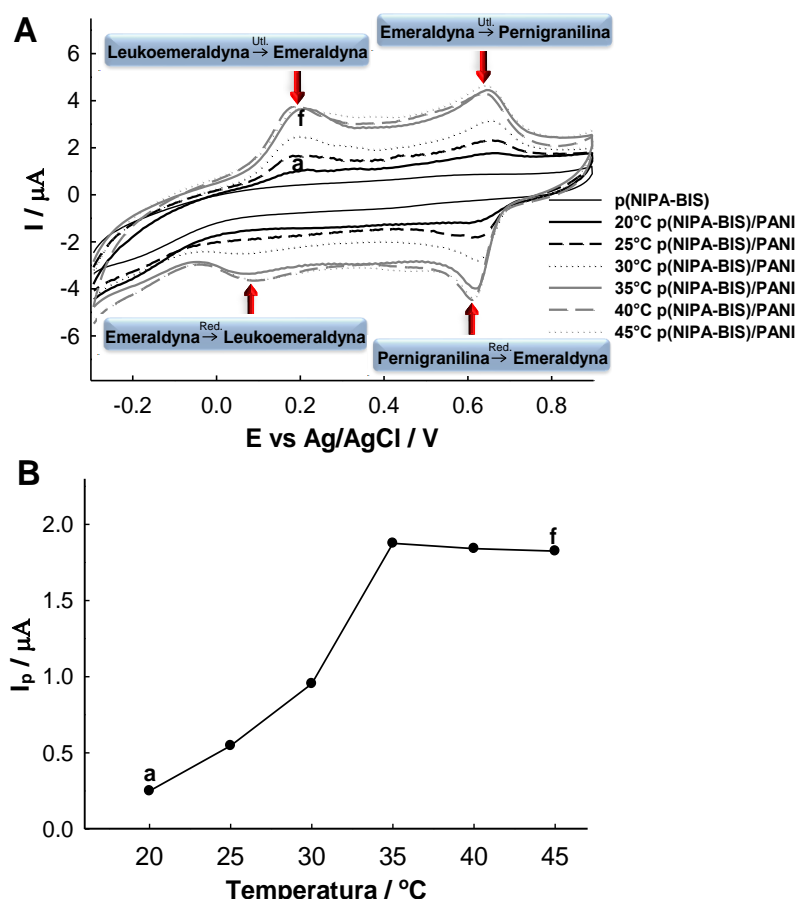 A
Utl.
Leukoemeraldyna → Emeraldyna
Utl.
Emeraldyna → Pernigranilina
6
4
2
0
-2
-4
-6
I / μA
f
a
p(NIPA-BIS)
20°C p(NIPA-BIS)/PANI
25°C p(NIPA-BIS)/PANI
30°C p(NIPA-BIS)/PANI
35°C p(NIPA-BIS)/PANI
40°C p(NIPA-BIS)/PANI
45°C p(NIPA-BIS)/PANI
Red.
Emeraldyna → Leukoemeraldyna
Red.
Pernigranilina → Emeraldyna
-0.2 0.0 0.2 0.4 0.6 0.8
E vs Ag/AgCl / V
B
2.0
1.5
1.0
0.5
0.0
Ip / μA
a
f
20 25 30 35 40 45
Temperatura / °C